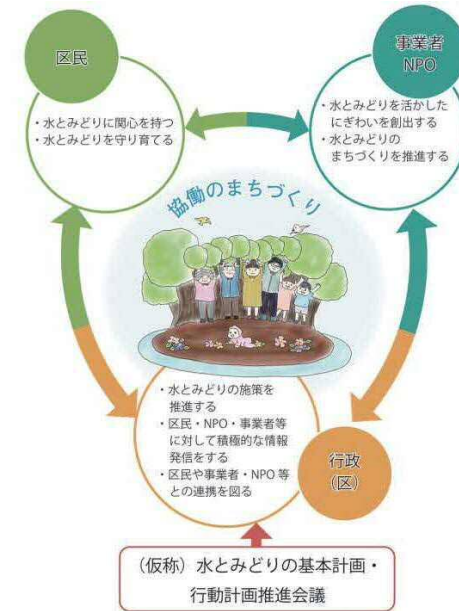 区民
・水とみどりに関心を持つ
・水とみどりを守り育てる
事業者
NPO
・水とみどりを活かした
にぎわいを創出する
・水とみどりの
まちづくりを推進する
協働のまちづくり
・水とみどりの施策を
推進する
・区民・NPO・事業者等
に対して積極的な情報
発信をする
・区民や事業者・NPO等
との連携を図る
行政
(区)
(仮称)水とみどりの基本計画・
行動計画推進会議